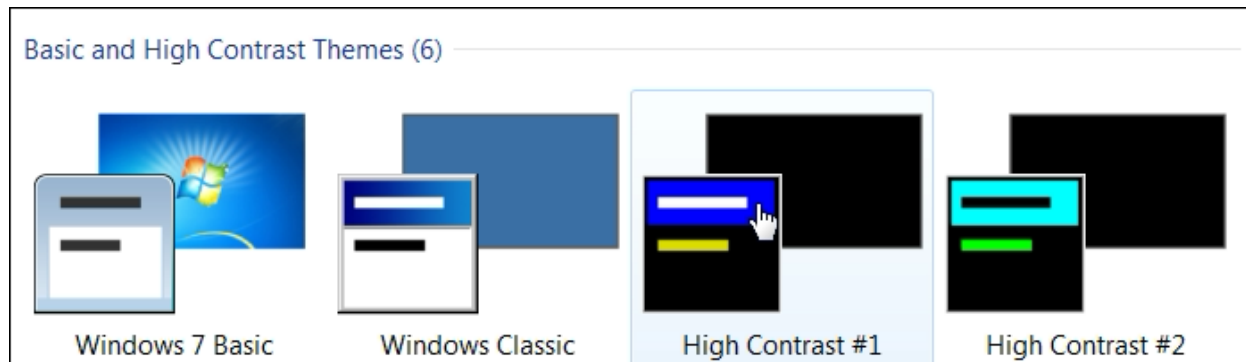 Basic and High Contrast Themes (6)
Windows 7 Basic
Windows Classic
High Contrast #1
High Contrast #2